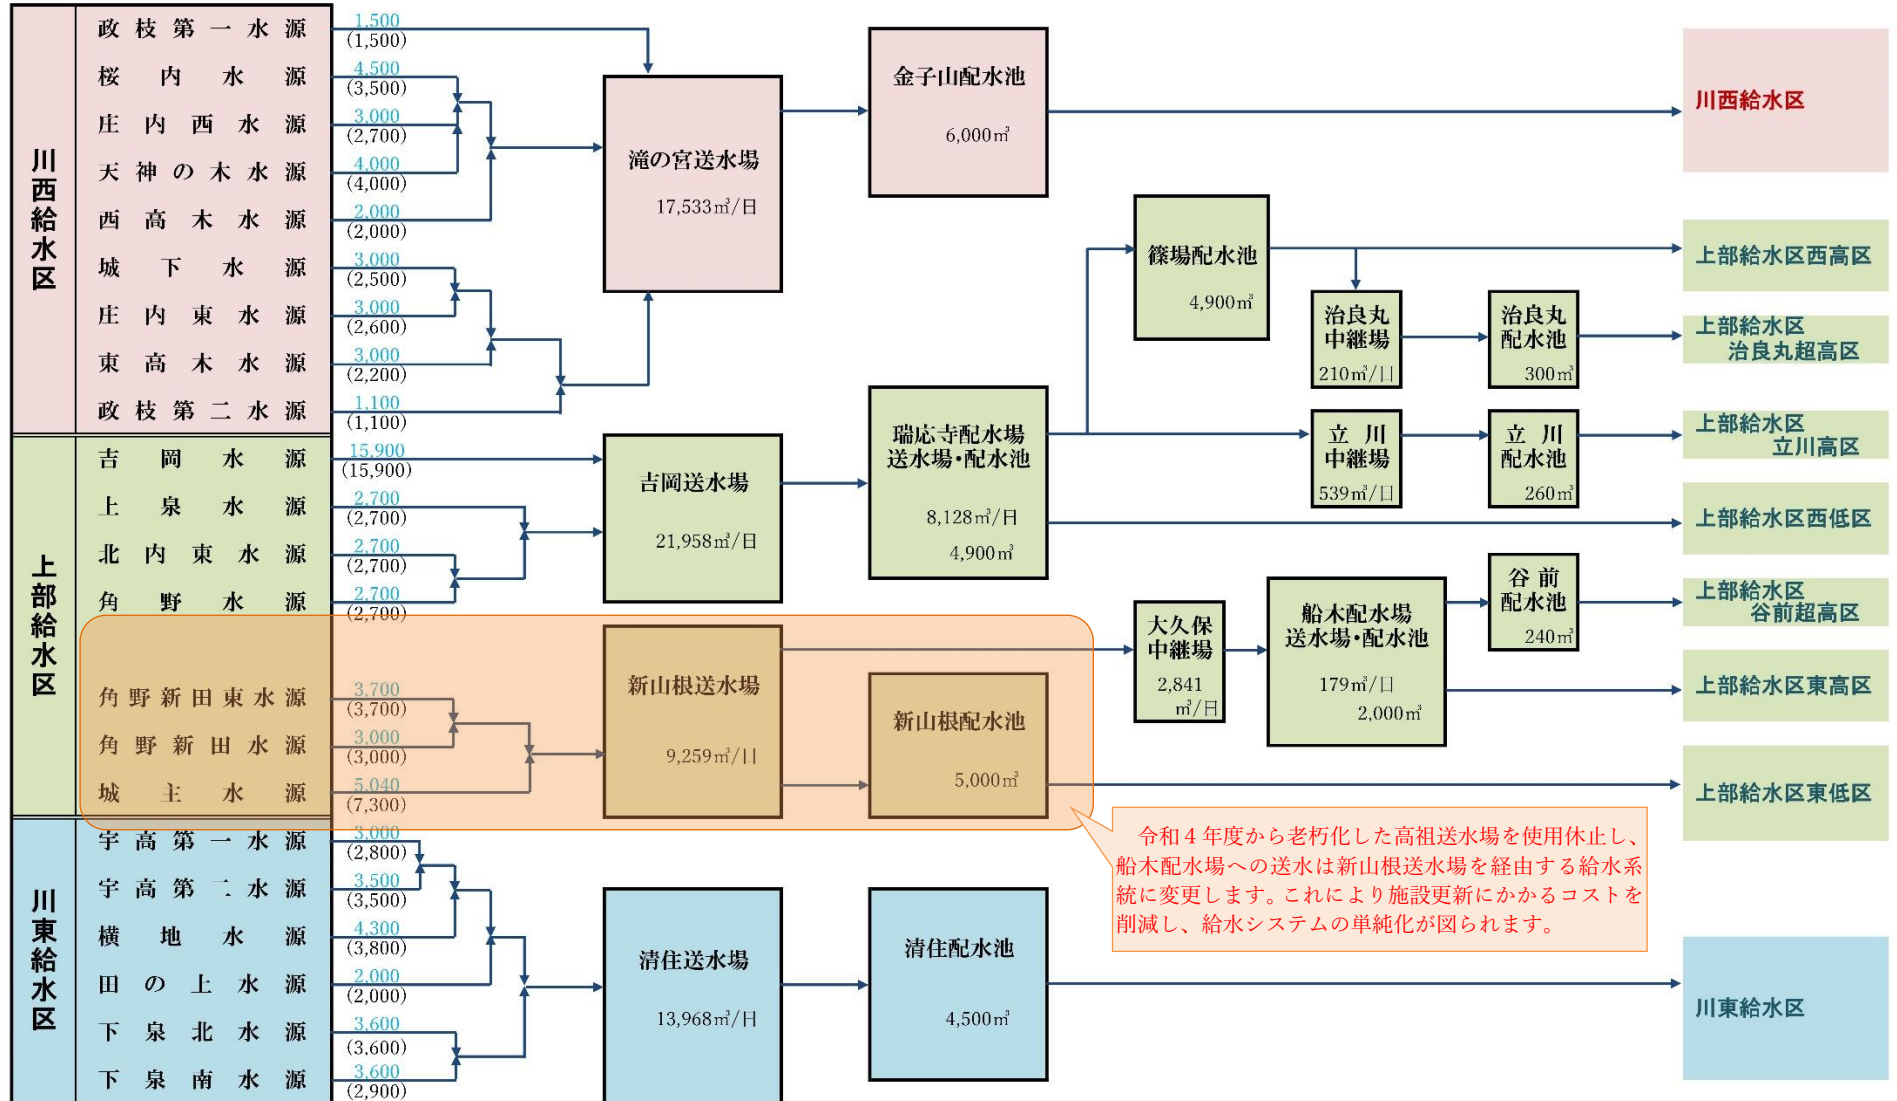 川西給水区
政枝第一水源
1,500
(1,500)
桜内水源
4,500
(3,500)
庄内西水源
3,000
(2,700)
天神の木水源
4,000
(4,000)
西高木水源
2,000
(2,000)
城下水源
3,000
(2,500)
庄内東水源
3,000
(2,600)
東高木水源
3,000
(2,200)
政枝第二水源
1,100
(1,100)
上部給水区
吉岡水源
15,900
(15,900)
上泉水源
2,700
(2,700)
北内東水源
2,700
(2,700)
角野水源
2,700
(2,700)
角野新田東水源
3,700
(3,700)
角野新田水源
3,000
(3,000)
城主水源
5,040
(7,300)
川東給水区
宇高第一水源
3,000
(2,800)
宇高第二水源
3,500
(3,500)
横地水源
4,300
(3,800)
田の上水源
2,000
(2,000)
下泉北水源
3,600
(3,600)
下泉南水源
3,600
(2,900)
滝の宮送水場
17,533㎥/日
吉岡送水場
21,958㎥/日
新山根送水場
9,259㎥/日
清住送水場
13,968㎥/日
金子山配水池
6,000㎥
瑞応寺配水場
送水場・配水池
8,128㎥/日
4,900㎥
新山根配水池
5,000㎥
清住配水池
4,500㎥
篠場配水池
4,900㎥
治良丸
中継場
210㎥/日
治良丸
配水池
300㎥
立川
中継場
539㎥/日
立川
配水池
260㎥
大久保
中継場
2,841
㎥/日
船木配水場
送水場・配水池
179㎥/日
2,000㎥
谷前
配水池
240㎥
川西給水区
上部給水区西高区
上部給水区
治良丸超高区
上部給水区
立川高区
上部給水区西低区
上部給水区
谷前超高区
上部給水区東高区
上部給水区東低区
川東給水区
令和4年度から老朽化した高祖送水場を使用休止し、
船木配水場への送水は新山根送水場を経由する給水系
統に変更します。これにより施設更新にかかるコストを
削減し、給水システムの単純化が図られます。